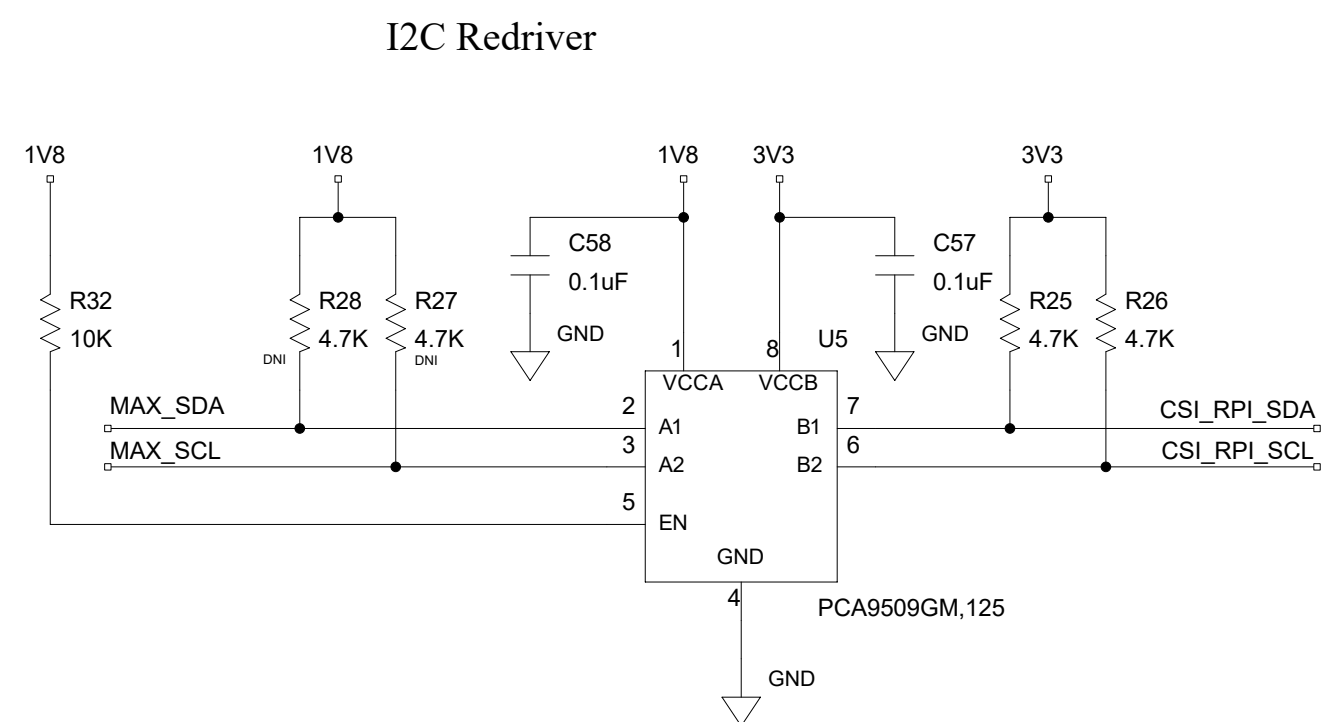 I2C Redriver
1V8
1V8
1V8
3V3
3V3
C58
0.1uF
GND
C57
0.1uF
GND
R32
10K
R28
4.7K
DNI
R27
4.7K
DNI
R25
4.7K
R26
4.7K
U5
1
8
VCCA
VCCB
MAX_SDA
2
A1
B1
7
CSI_RPI_SDA
MAX_SCL
3
A2
B2
6
CSI_RPI_SCL
5
EN
GND
4
PCA9509GM,125
GND